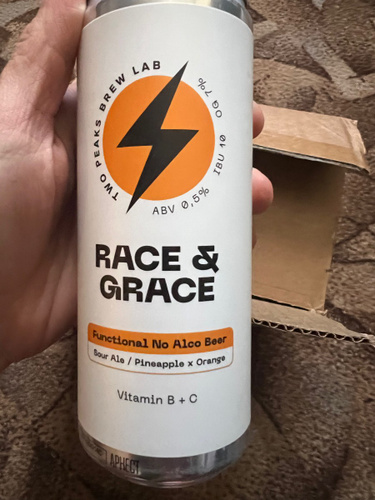 TWO PEAKS BREW LAB
OG 7%
IBU 10
ABV 0,5%
RACE &
GRACE
Functional No Alco Beer
Sour Ale / Pineapple x Orange
Vitamin B + C